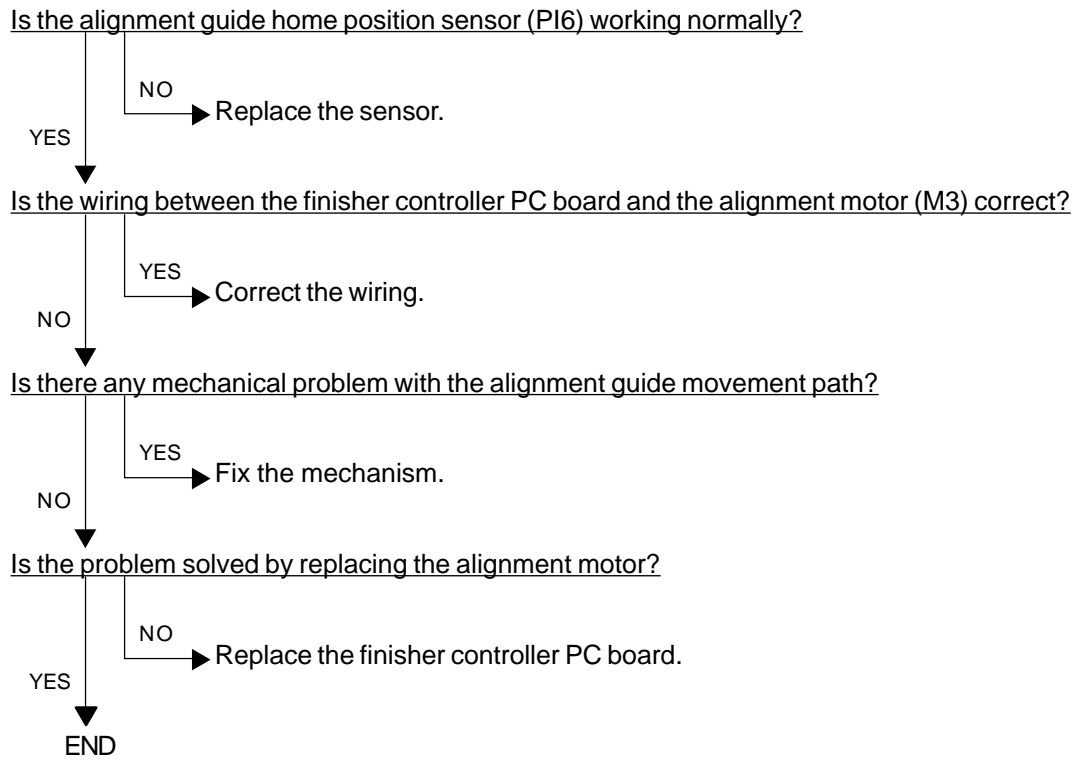 Is the alignment guide home position sensor (PI6) working normally?
NO
Replace the sensor.
YES
Is the wiring between the finisher controller PC board and the alignment motor (M3) correct?
YES
Correct the wiring.
NO
Is there any mechanical problem with the alignment guide movement path?
YES
Fix the mechanism.
NO
Is the problem solved by replacing the alignment motor?
NO
Replace the finisher controller PC board.
YES
END